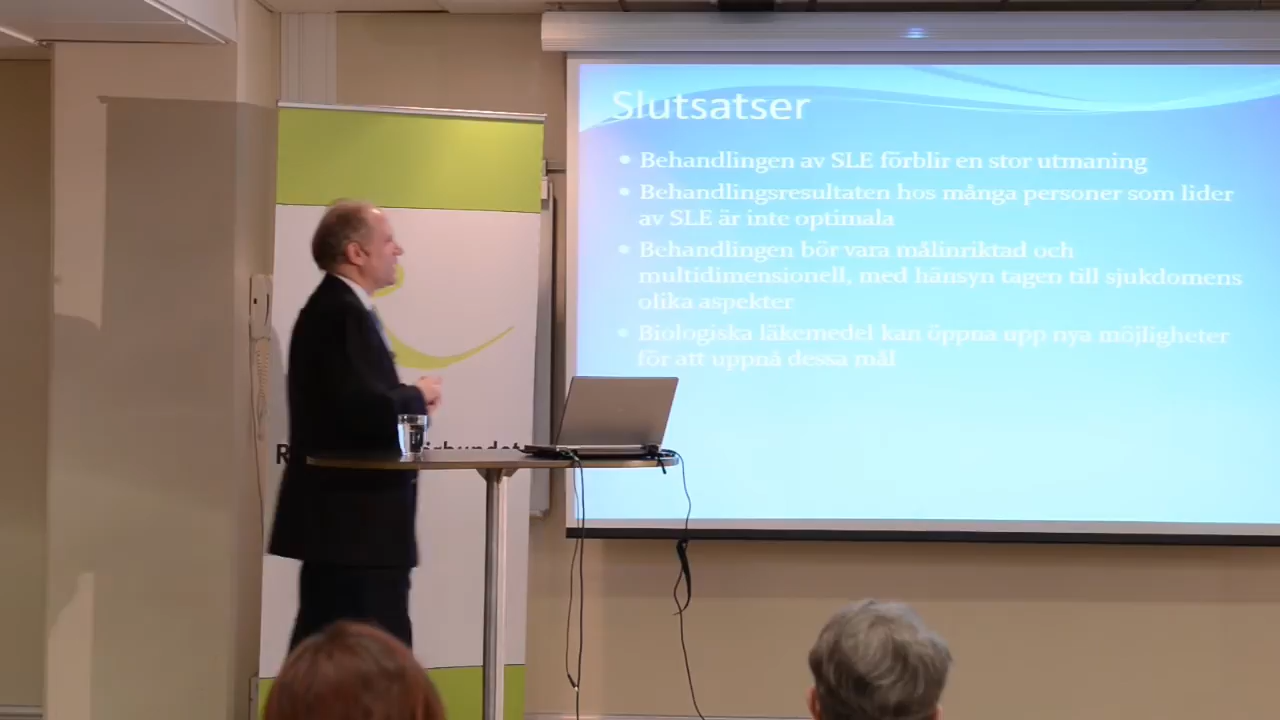 Slutsatser
• Behandlingen av SLE förblir en stor utmaning
• Behandlingsresultaten hos många personer som lider
av SLE är inte optimala
• Behandlingen bör vara målinriktad och
multidimensionell, med hänsyn tagen till sjukdomens
olika aspekter
• Biologiska läkemedel kan öppna upp nya möjligheter
för att uppnå dessa mål